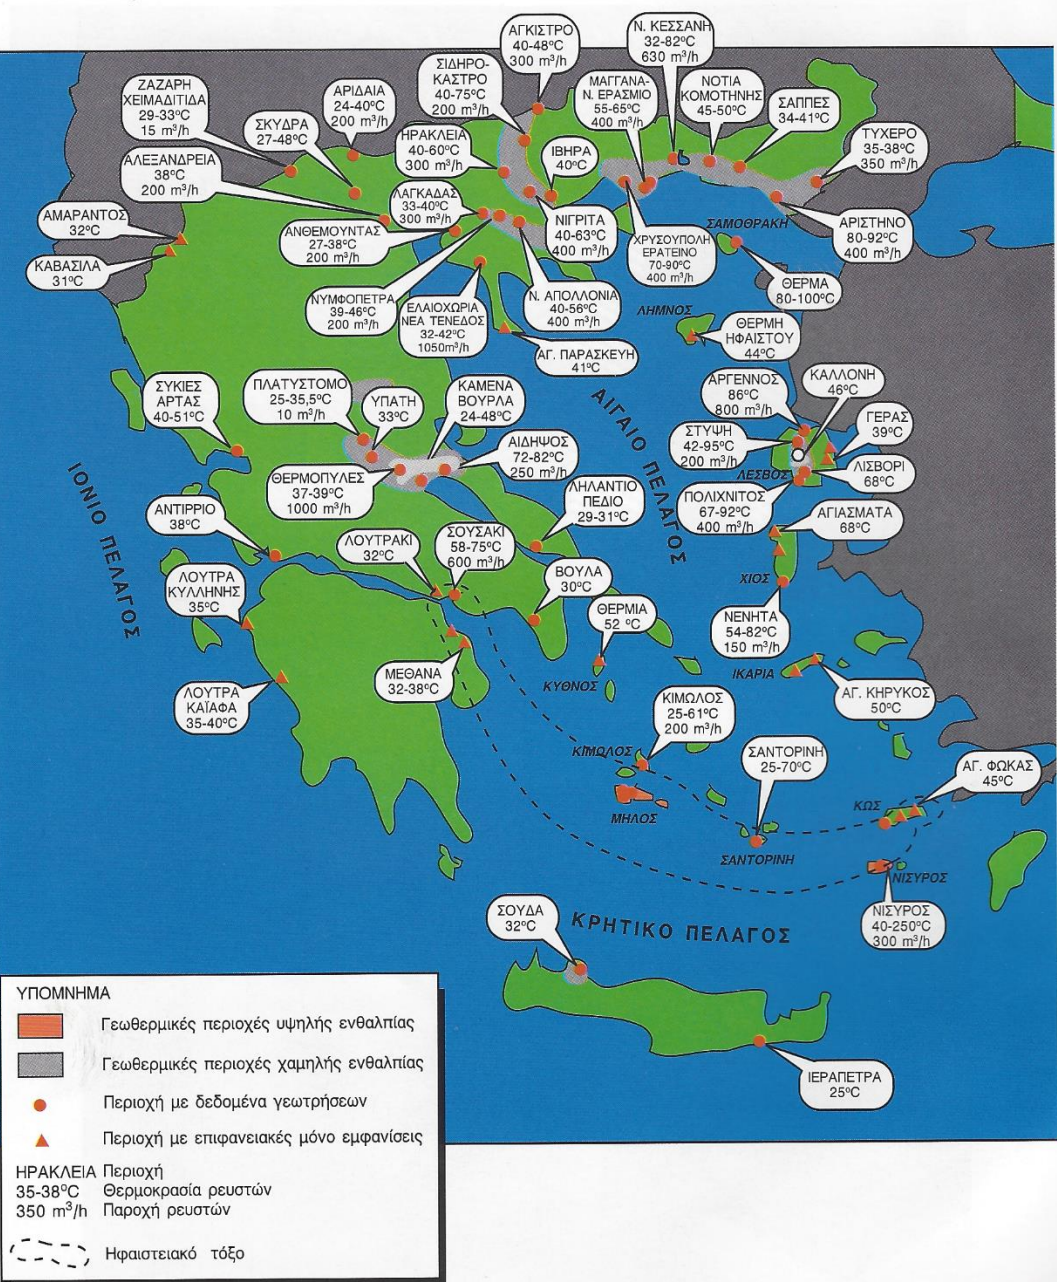 ΑΓΚΙΣΤΡΟ
40-48°C
300 m³/h
Ν. ΚΕΣΣΑΝΗ
32-82°C
630 m³/h
ΣΙΔΗΡΟ-
ΚΑΣΤΡΟ
40-75°C
200 m³/h
ΜΑΓΓΑΝΑ-
Ν. ΕΡΑΣΜΙΟ
55-65°C
400 m³/h
ΝΟΤΙΑ
ΚΟΜΟΤΗΝΗΣ
45-50°C
ΣΑΠΠΕΣ
34-41°C
ΖΑΖΑΡΗ
ΧΕΙΜΑΔΙΤΙΔΑ
29-33°C
15 m³/h
ΑΡΙΔΑΙΑ
24-40°C
200 m³/h
ΣΚΥΔΡΑ
27-48°C
ΗΡΑΚΛΕΙΑ
40-60°C
300 m³/h
ΙΒΗΡΑ
40°C
ΤΥΧΕΡΟ
35-38°C
350 m³/h
ΑΛΕΞΑΝΔΡΕΙΑ
38°C
200 m³/h
ΛΑΓΚΑΔΑΣ
33-40°C
300 m³/h
ΑΜΑΡΑΝΤΟΣ
32°C
ΑΝΘΕΜΟΥΝΤΑΣ
27-38°C
200 m³/h
ΝΙΓΡΙΤΑ
40-63°C
400 m³/h
ΧΡΥΣΟΥΠΟΛΗ
ΕΡΑΤΕΙΝΟ
70-90°C
400 m³/h
ΣΑΜΟΘΡΑΚΗ
ΑΡΙΣΤΗΝΟ
80-92°C
400 m³/h
ΚΑΒΑΣΙΛΑ
31°C
ΝΥΜΦΟΠΕΤΡΑ
39-46°C
200 m³/h
ΕΛΑΙΟΧΩΡΙΑ
ΝΕΑ ΤΕΝΕΔΟΣ
32-42°C
1050m³/h
Ν. ΑΠΟΛΛΟΝΙΑ
40-56°C
400 m³/h
ΘΕΡΜΑ
80-100°C
ΛΗΜΝΟΣ
ΘΕΡΜΗ
ΗΦΑΙΣΤΟΥ
44°C
ΑΓ. ΠΑΡΑΣΚΕΥΗ
41°C
ΣΥΚΙΕΣ
ΑΡΤΑΣ
40-51°C
ΠΛΑΤΥΣΤΟΜΟ
25-35,5°C
10 m³/h
ΥΠΑΤΗ
33°C
ΚΑΜΕΝΑ
ΒΟΥΡΛΑ
24-48°C
ΑΙΓΑΙΟ ΠΕΛΑΓΟΣ
ΑΡΓΕΝΝΟΣ
86°C
800 m³/h
ΚΑΛΛΟΝΗ
46°C
ΓΕΡΑΣ
39°C
ΣΤΥΨΗ
42-95°C
200 m³/h
ΛΕΣΒΟΣ
ΛΙΣΒΟΡΙ
68°C
ΙΟΝΙΟ ΠΕΛΑΓΟΣ
ΘΕΡΜΟΠΥΛΕΣ
37-39°C
1000 m³/h
ΑΙΔΗΨΟΣ
72-82°C
250 m³/h
ΛΗΛΑΝΤΙΟ
ΠΕΔΙΟ
29-31°C
ΠΟΛΙΧΝΙΤΟΣ
67-92°C
400 m³/h
ΑΓΙΑΣΜΑΤΑ
68°C
ΑΝΤΙΡΡΙΟ
38°C
ΛΟΥΤΡΑΚΙ
32°C
ΣΟΥΣΑΚΙ
58-75°C
600 m³/h
ΧΙΟΣ
ΛΟΥΤΡΑ
ΚΥΛΛΗΝΗΣ
35°C
ΒΟΥΛΑ
30°C
ΘΕΡΜΙΑ
52 °C
ΝΕΝΗΤΑ
54-82°C
150 m³/h
ΚΥΘΝΟΣ
ΙΚΑΡΙΑ
ΜΕΘΑΝΑ
32-38°C
ΛΟΥΤΡΑ
ΚΑΪΑΦΑ
35-40°C
ΚΙΜΩΛΟΣ
25-61°C
200 m³/h
ΑΓ. ΚΗΡΥΚΟΣ
50°C
ΚΙΜΩΛΟΣ
ΣΑΝΤΟΡΙΝΗ
25-70°C
ΑΓ. ΦΩΚΑΣ
45°C
ΜΗΛΟΣ
ΚΩΣ
ΣΑΝΤΟΡΙΝΗ
ΝΙΣΥΡΟΣ
ΝΙΣΥΡΟΣ
40-250°C
300 m³/h
ΣΟΥΔΑ
32°C
ΚΡΗΤΙΚΟ ΠΕΛΑΓΟΣ
ΙΕΡΑΠΕΤΡΑ
25°C
ΥΠΟΜΝΗΜΑ
Γεωθερμικές περιοχές υψηλής ενθαλπίας
Γεωθερμικές περιοχές χαμηλής ενθαλπίας
Περιοχή με δεδομένα γεωτρήσεων
Περιοχή με επιφανειακές μόνο εμφανίσεις
ΗΡΑΚΛΕΙΑ Περιοχή
35-38°C Θερμοκρασία ρευστών
350 m³/h Παροχή ρευστών
Ηφαιστειακό τόξο